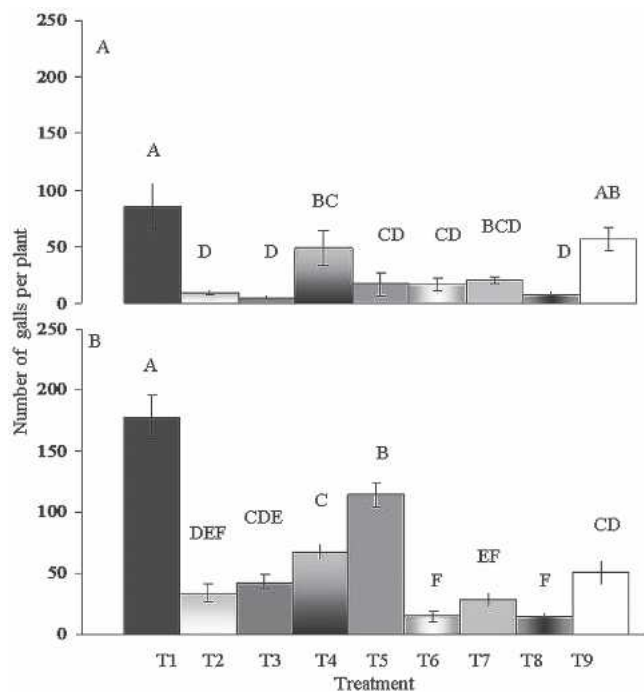 250
A
200
150
A
AB
BC
100
CD
CD
BCD
D
D
D
50
0
Number of galls per plant
250
B
A
200
150
B
C
CDE
CD
100
DEF
EF
F
F
50
0
T1 T2 T3 T4 T5 T6 T7 T8 T9
Treatment